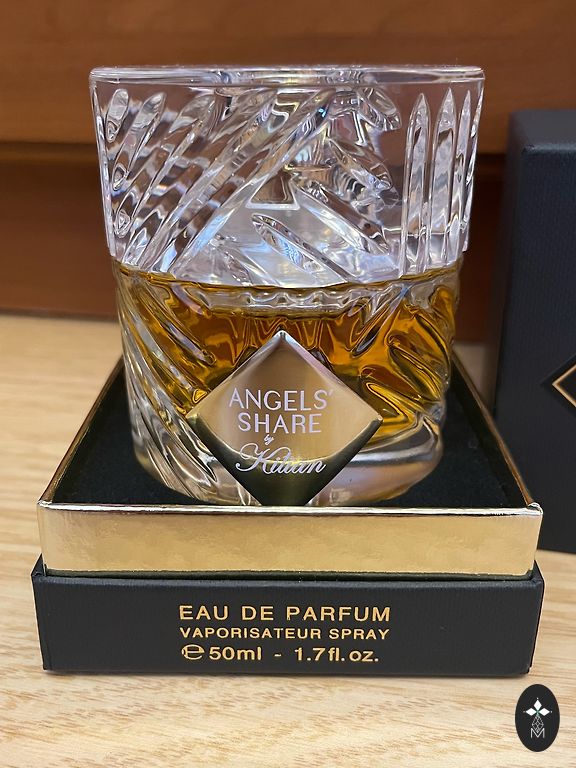 ANGELS'
SHARE
by
Kilian
EAU DE PARFUM
VAPORISATEUR SPRAY
℮50ml - 1.7fl.oz.
M